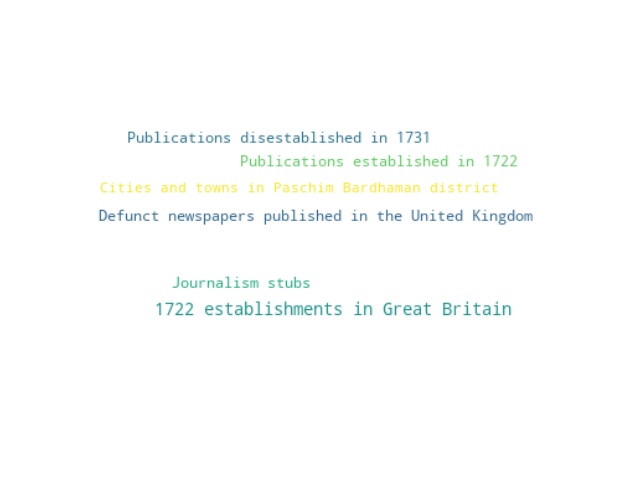 Publications disestablished in 1731
Publications established in 1722
Cities and towns in Paschim Bardhaman district
Defunct newspapers published in the United Kingdom
Journalism stubs
1722 establishments in Great Britain